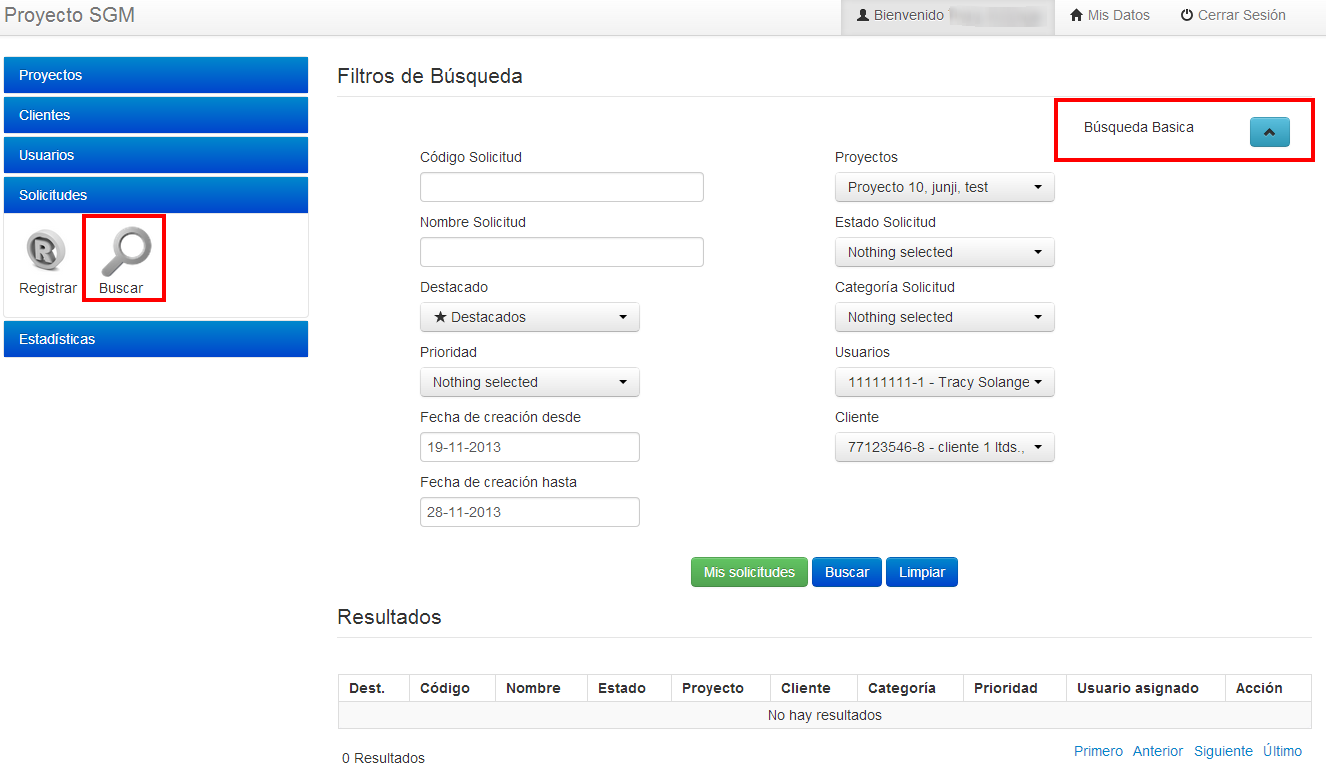 Proyecto SGM
Bienvenido
Mis Datos
Cerrar Sesión
Proyectos
Clientes
Usuarios
Solicitudes
Registrar
Buscar
Estadísticas
Filtros de Búsqueda
Búsqueda Basica
Código Solicitud
Nombre Solicitud
Destacado
★ Destacados
Prioridad
Nothing selected
Fecha de creación desde
19-11-2013
Fecha de creación hasta
28-11-2013
Proyectos
Proyecto 10, junji, test
Estado Solicitud
Nothing selected
Categoría Solicitud
Nothing selected
Usuarios
11111111-1 - Tracy Solange
Cliente
77123546-8 - cliente 1 ltds.,
Mis solicitudes Buscar Limpiar
Resultados
Dest. Código Nombre Estado Proyecto Cliente Categoría Prioridad Usuario asignado Acción
No hay resultados
0 Resultados
Primero Anterior Siguiente Último